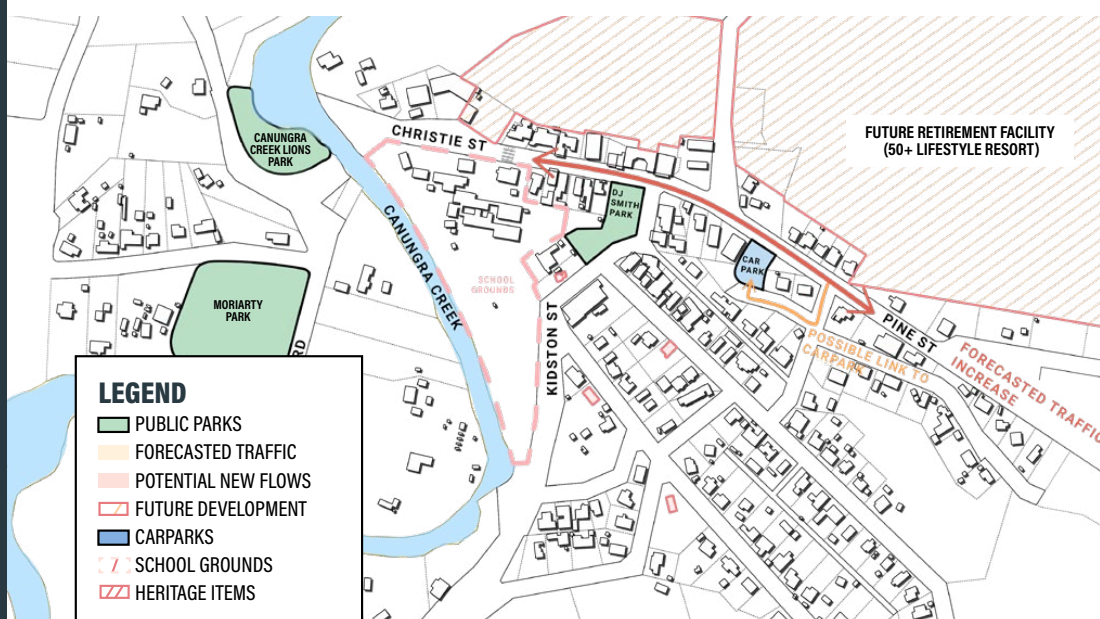 CANUNGRA
CREEK LIONS
PARK
CHRISTIE ST
FUTURE RETIREMENT FACILITY
(50+ LIFESTYLE RESORT)
DJ
SMITH
PARK
CANUNGRA CREEK
CAR
PARK
SCHOOL
GROUNDS
MORIARTY
PARK
RD
KIDSTON ST
PINE ST
POSSIBLE LINK TO
CARPARK
FORECASTED TRAFFIC
INCREASE
LEGEND
PUBLIC PARKS
FORECASTED TRAFFIC
POTENTIAL NEW FLOWS
FUTURE DEVELOPMENT
CARPARKS
SCHOOL GROUNDS
HERITAGE ITEMS